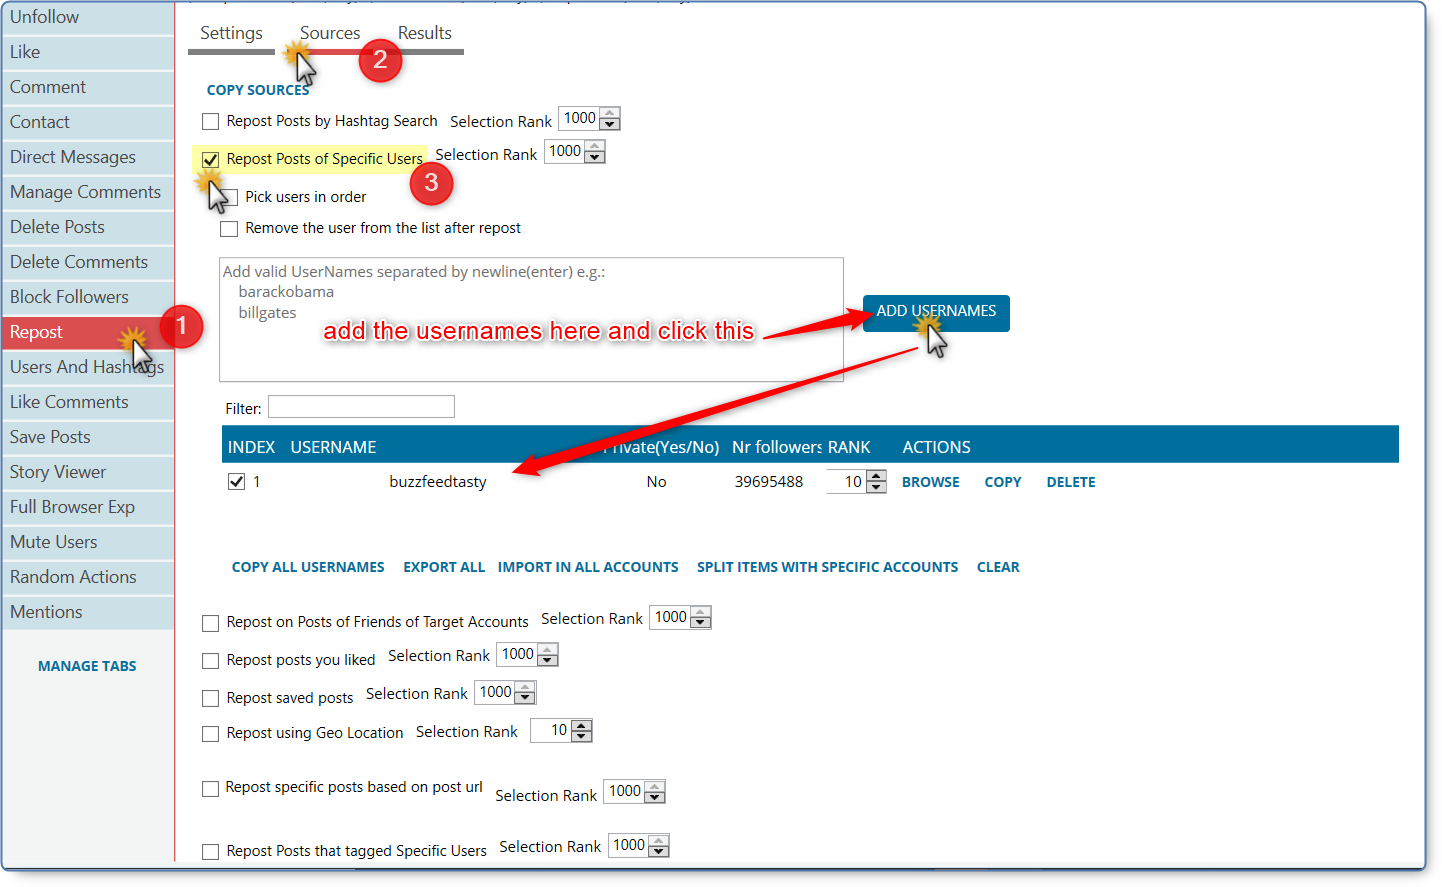 Unfollow
Like
Comment
Contact
Direct Messages
Manage Comments
Delete Posts
Delete Comments
Block Followers
Repost
1
Users And Hashtags
Like Comments
Save Posts
Story Viewer
Full Browser Exp
Mute Users
Random Actions
Mentions
MANAGE TABS
Settings Sources Results
2
COPY SOURCES
Repost Posts by Hashtag Search Selection Rank 1000
Repost Posts of Specific Users Selection Rank 1000
3
Pick users in order
Remove the user from the list after repost
Add valid UserNames separated by newline(enter) e.g.:
barackobama
billgates
add the usernames here and click this
ADD USERNAMES
Filter:
INDEX USERNAME Private(Yes/No) Nr followers RANK ACTIONS
1 buzzfeedtasty No 39695488 10 BROWSE COPY DELETE
COPY ALL USERNAMES EXPORT ALL IMPORT IN ALL ACCOUNTS SPLIT ITEMS WITH SPECIFIC ACCOUNTS CLEAR
Repost on Posts of Friends of Target Accounts Selection Rank 1000
Repost posts you liked Selection Rank 1000
Repost saved posts Selection Rank 1000
Repost using Geo Location Selection Rank 10
Repost specific posts based on post url Selection Rank 1000
Repost Posts that tagged Specific Users Selection Rank 1000